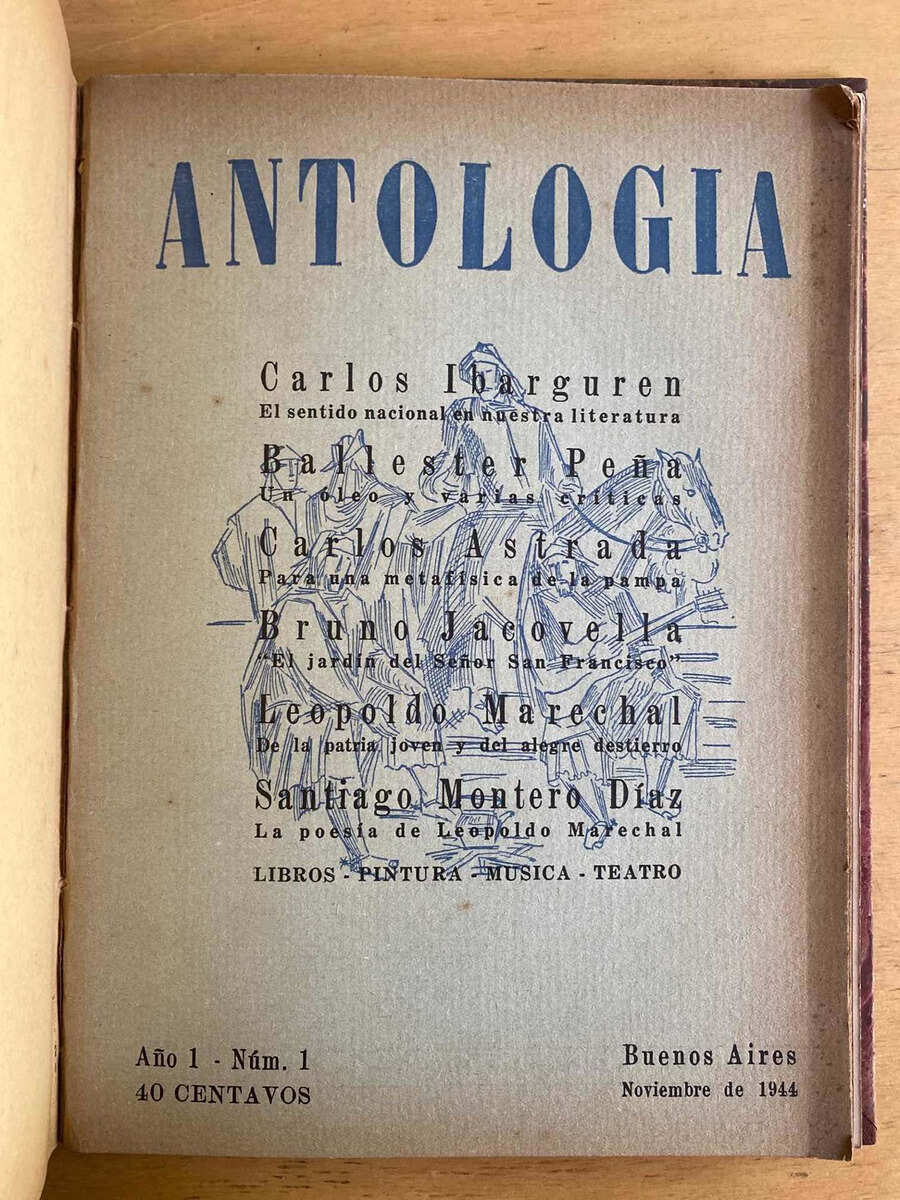 ANTOLOGIA
Carlos Ibarguren
El sentido nacional en nuestra literatura
Ballester Peña
Un óleo y varias críticas
Carlos Astrada
Para una metafísica de la pampa
Bruno Jacovella
"El jardín del Señor San Francisco"
Leopoldo Marechal
De la patria joven y del alegre destierro
Santiago Montero Díaz
La poesía de Leopoldo Marechal
LIBROS - PINTURA - MUSICA - TEATRO
Año 1 - Núm. 1
40 CENTAVOS
Buenos Aires
Noviembre de 1944